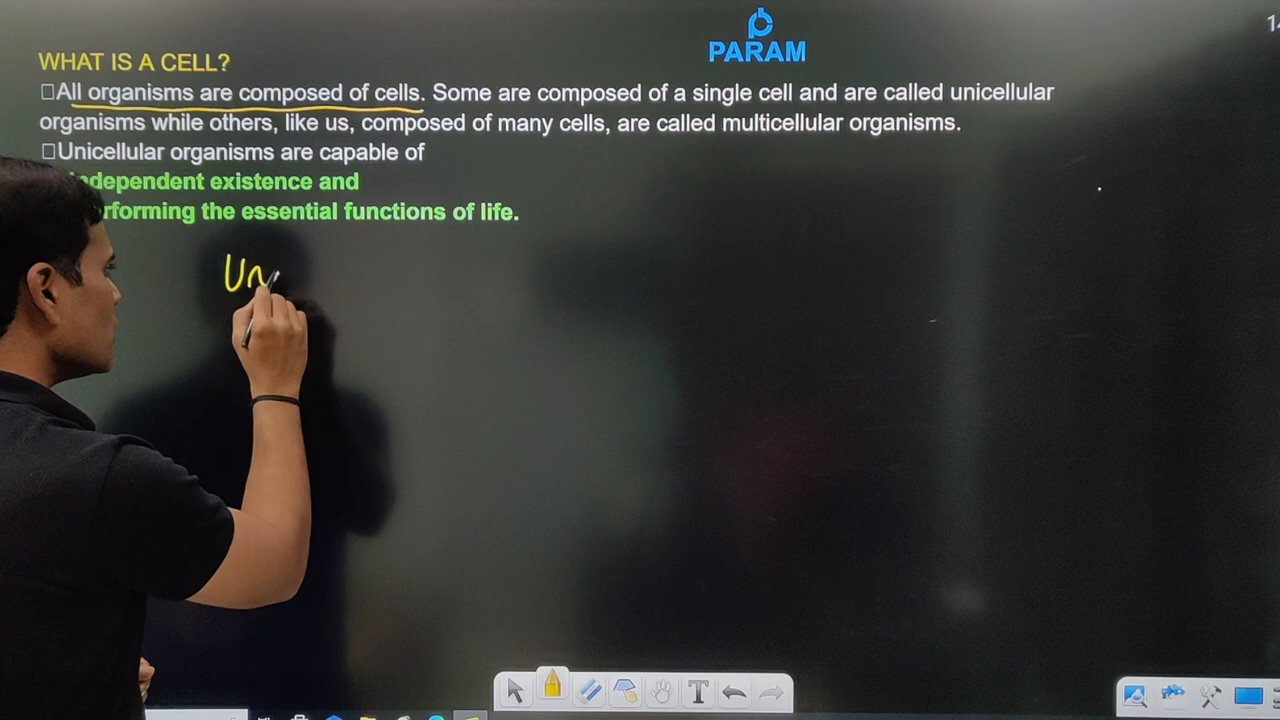 PARAM
WHAT IS A CELL?
All organisms are composed of cells. Some are composed of a single cell and are called unicellular
organisms while others, like us, composed of many cells, are called multicellular organisms.
Unicellular organisms are capable of
existence and
the essential functions of life.
Un